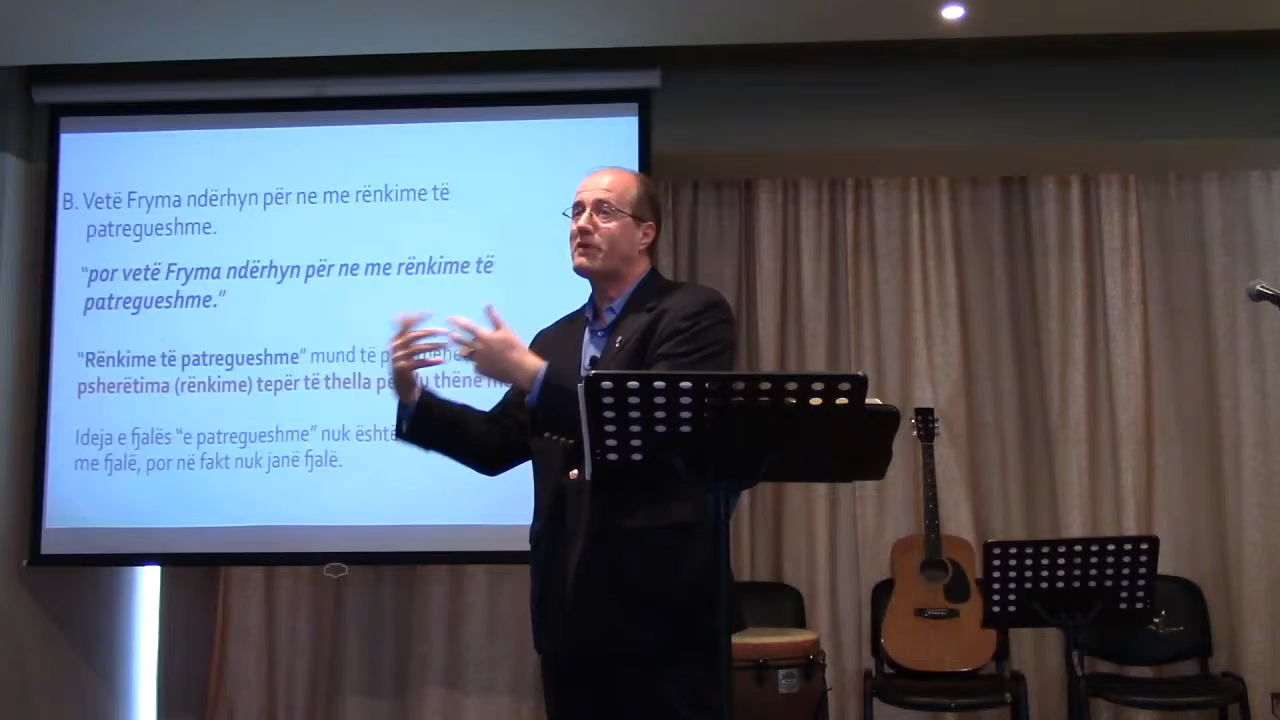 B. Vetë Fryma ndërhyn për ne me rënkime të
patregueshme.
“por vetë Fryma ndërhyn për ne me rënkime të
patregueshme.”
“Rënkime të patregueshme” mund të
psherëtima (rënkime) tepër të thella thënë
Ideja e fjalës “e patregueshme” nuk është
me fjalë, por në fakt nuk janë fjalë.